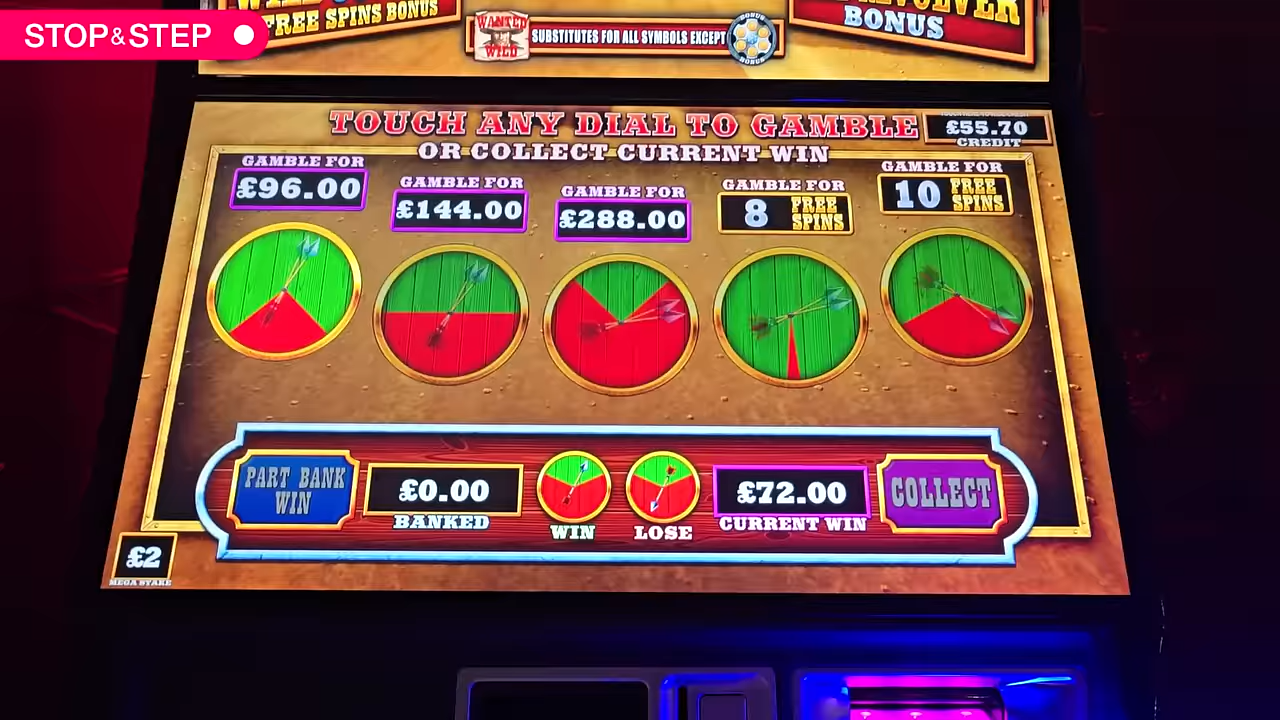 STOP&STEP
FREE SPINS BONUS
WANTED
WILD
SUBSTITUTES FOR ALL SYMBOLS EXCEPT
BONUS
BONUS
REVOLVER
BONUS
TOUCH ANY DIAL TO GAMBLE
OR COLLECT CURRENT WIN
£55.70
CREDIT
GAMBLE FOR
£96.00
GAMBLE FOR
£144.00
GAMBLE FOR
£288.00
GAMBLE FOR
8 FREE SPINS
GAMBLE FOR
10 FREE SPINS
PART BANK
WIN
£0.00
BANKED
WIN
LOSE
£72.00
CURRENT WIN
COLLECT
£2
MEGA STAKE